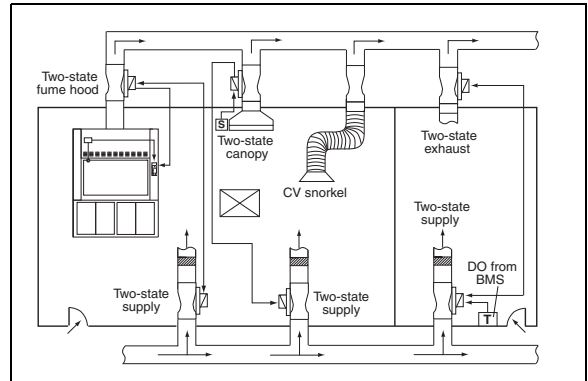 Two-state
fume hood
S
Two-state
canopy
CV snorkel
Two-state
exhaust
Two-state
supply
DO from
BMS
Two-state
supply
Two-state
supply
T